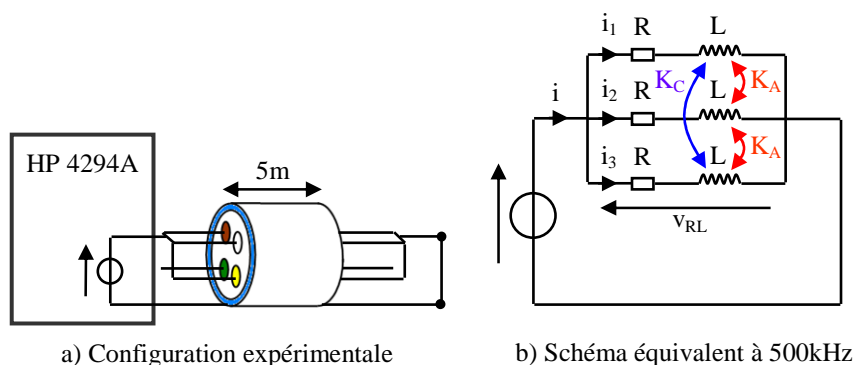 HP 4294A
5m
a) Configuration expérimentale
i₁ R L
K_C K_A
i i₂ R L
K_A
i₃ R L
v_RL
b) Schéma équivalent à 500kHz